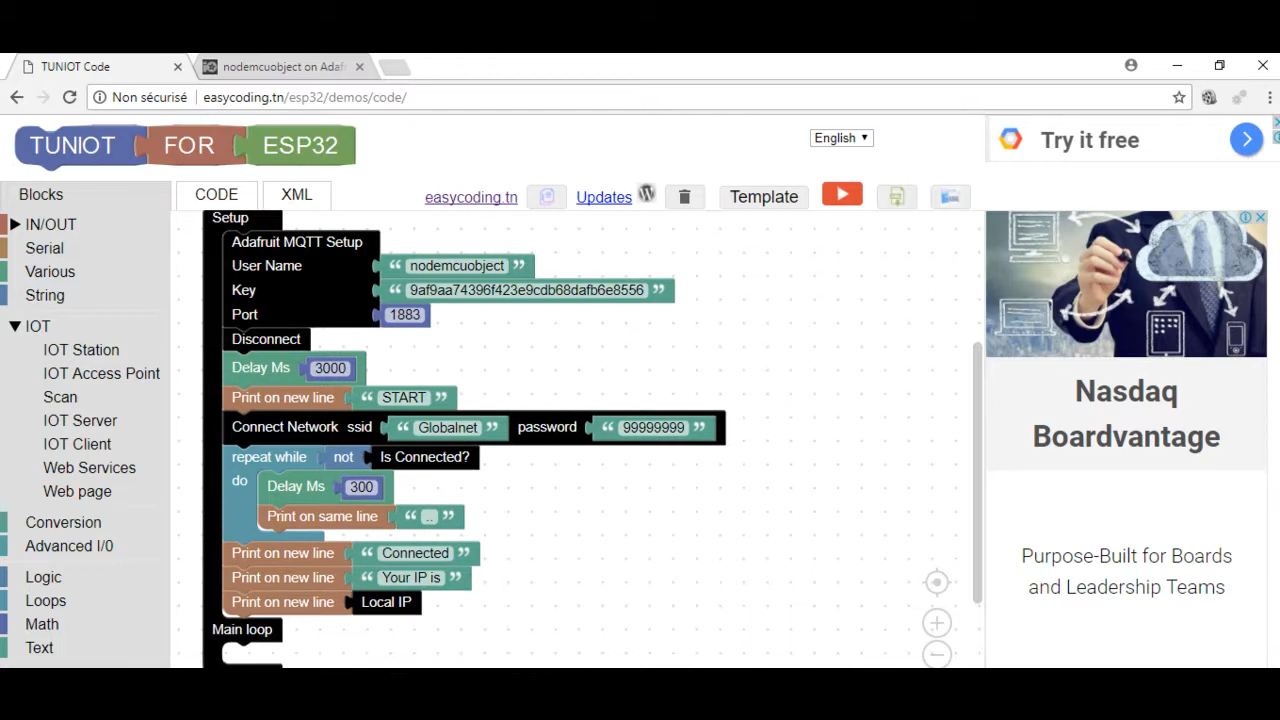 TUNIOT Code
nodemcuobject on Adafr
Non sécurisé easycoding.tn/esp32/demos/code/
TUNIOT FOR ESP32
English
Try it free
Blocks
CODE XML easycoding.tn Updates Template
IN/OUT
Serial
Various
String
IOT
IOT Station
IOT Access Point
Scan
IOT Server
IOT Client
Web Services
Web page
Conversion
Advanced I/0
Logic
Loops
Math
Text
Setup
Adafruit MQTT Setup
User Name “ nodemcuobject ”
Key “ 9af9aa74396f423e9cdb68dafb6e8556 ”
Port 1883
Disconnect
Delay Ms 3000
Print on new line “ START ”
Connect Network ssid “ Globalnet ” password “ 99999999 ”
repeat while not Is Connected?
do Delay Ms 300
Print on same line “ .. ”
Print on new line “ Connected ”
Print on new line “ Your IP is ”
Print on new line Local IP
Main loop
Nasdaq
Boardvantage
Purpose-Built for Boards
and Leadership Teams